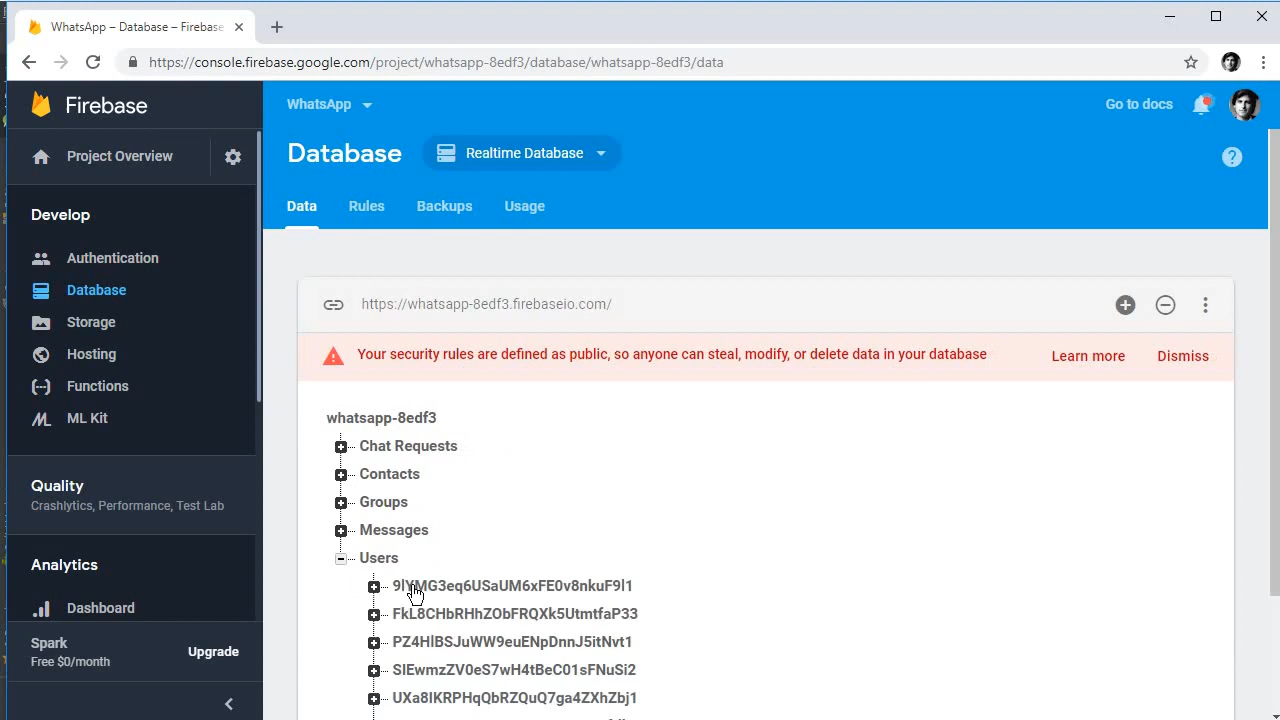 WhatsApp – Database – Firebase
https://console.firebase.google.com/project/whatsapp-8edf3/database/whatsapp-8edf3/data
Firebase
WhatsApp
Go to docs
Project Overview
Database
Realtime Database
Develop
Data
Rules
Backups
Usage
Authentication
Database
Storage
https://whatsapp-8edf3.firebaseio.com/
Hosting
Your security rules are defined as public, so anyone can steal, modify, or delete data in your database
Learn more
Dismiss
Functions
ML Kit
whatsapp-8edf3
Chat Requests
Contacts
Groups
Messages
Users
9lYMG3eq6USaUM6xFE0v8nkuF9l1
FkL8CHbRHhZObFRQXk5UtmtfaP33
PZ4HlBSJuWW9euENpDnnJ5itNvt1
SIEwmzZV0eS7wH4tBeC01sFNuSi2
UXa8IKRPHqQbRZQuQ7ga4ZXhZbj1
Quality
Crashlytics, Performance, Test Lab
Analytics
Dashboard
Spark
Free $0/month
Upgrade